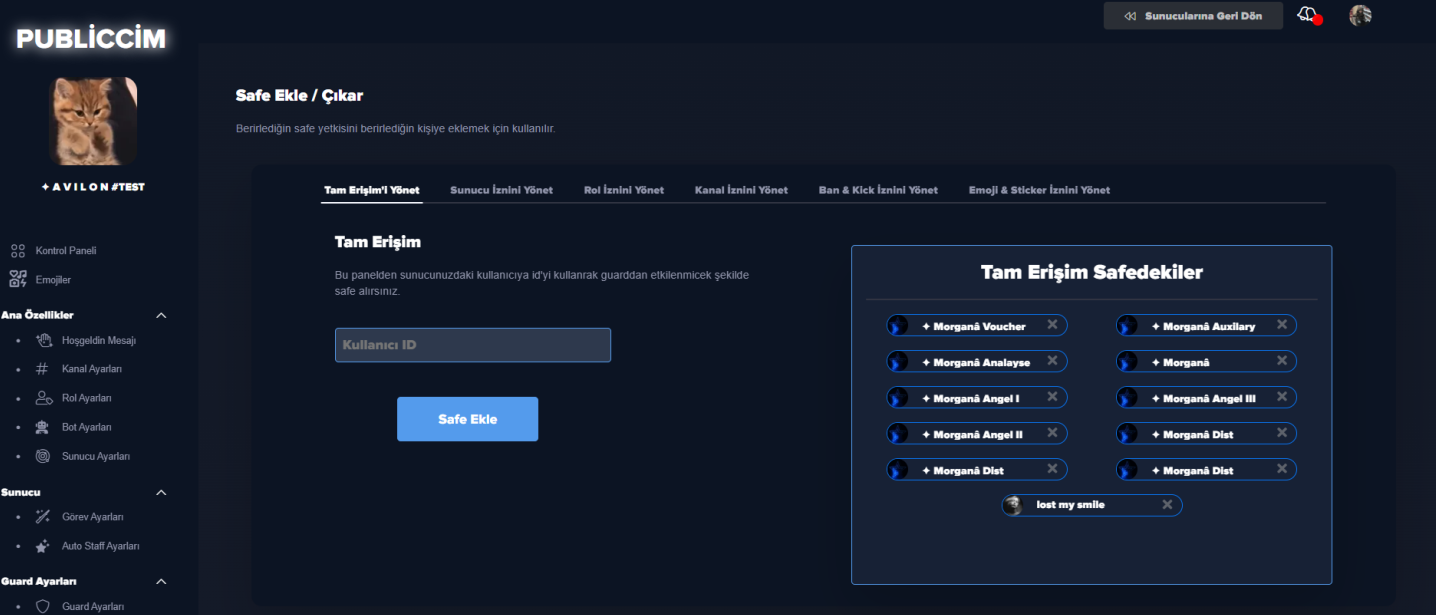 PUBLİCCİM
Sunucularına Geri Dön
✦ A V I L O N #TEST
Kontrol Paneli
Emojiler
Ana Özellikler
Hoşgeldin Mesajı
Kanal Ayarları
Rol Ayarları
Bot Ayarları
Sunucu Ayarları
Sunucu
Görev Ayarları
Auto Staff Ayarları
Guard Ayarları
Guard Ayarları
Safe Ekle / Çıkar
Berirlediğin safe yetkisini berirlediğin kişiye eklemek için kullanılır.
Tam Erişim'i Yönet
Sunucu İznini Yönet
Rol İznini Yönet
Kanal İznini Yönet
Ban & Kick İznini Yönet
Emoji & Sticker İznini Yönet
Tam Erişim
Bu panelden sunucunuzdaki kullanıcıya id'yi kullanrak guarddan etkilenmicek şekilde
safe alırsınız.
Kullanıcı ID
Safe Ekle
Tam Erişim Safedekiler
✦ Morganâ Voucher
✦ Morganâ Auxilary
✦ Morganâ Analayse
✦ Morganâ
✦ Morganâ Angel I
✦ Morganâ Angel III
✦ Morganâ Angel II
✦ Morganâ Dist
✦ Morganâ Dist
✦ Morganâ Dist
lost my smile